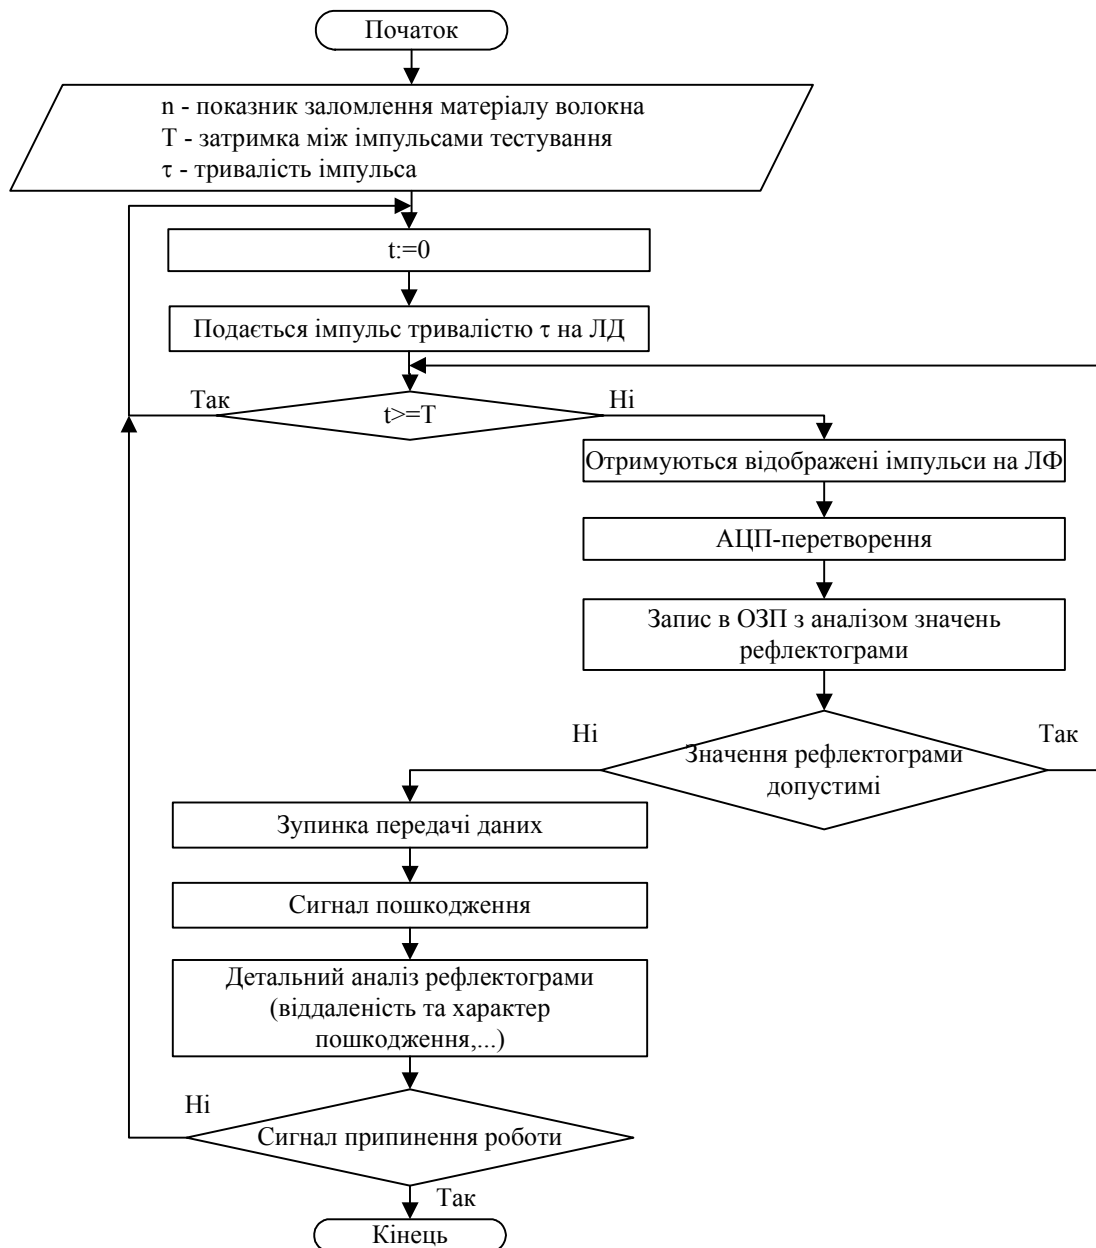 Початок
n - показник заломлення матеріалу волокна
T - затримка між імпульсами тестування
τ - тривалість імпульса
t:=0
Подається імпульс тривалістю τ на ЛД
Так
t>=T
Ні
Отримуються відображені імпульси на ЛФ
АЦП-перетворення
Запис в ОЗП з аналізом значень
рефлектограми
Ні
Значення рефлектограми
допустимі
Так
Зупинка передачі даних
Сигнал пошкодження
Детальний аналіз рефлектограми
(віддаленість та характер
пошкодження,...)
Ні
Сигнал припинення роботи
Так
Кінець